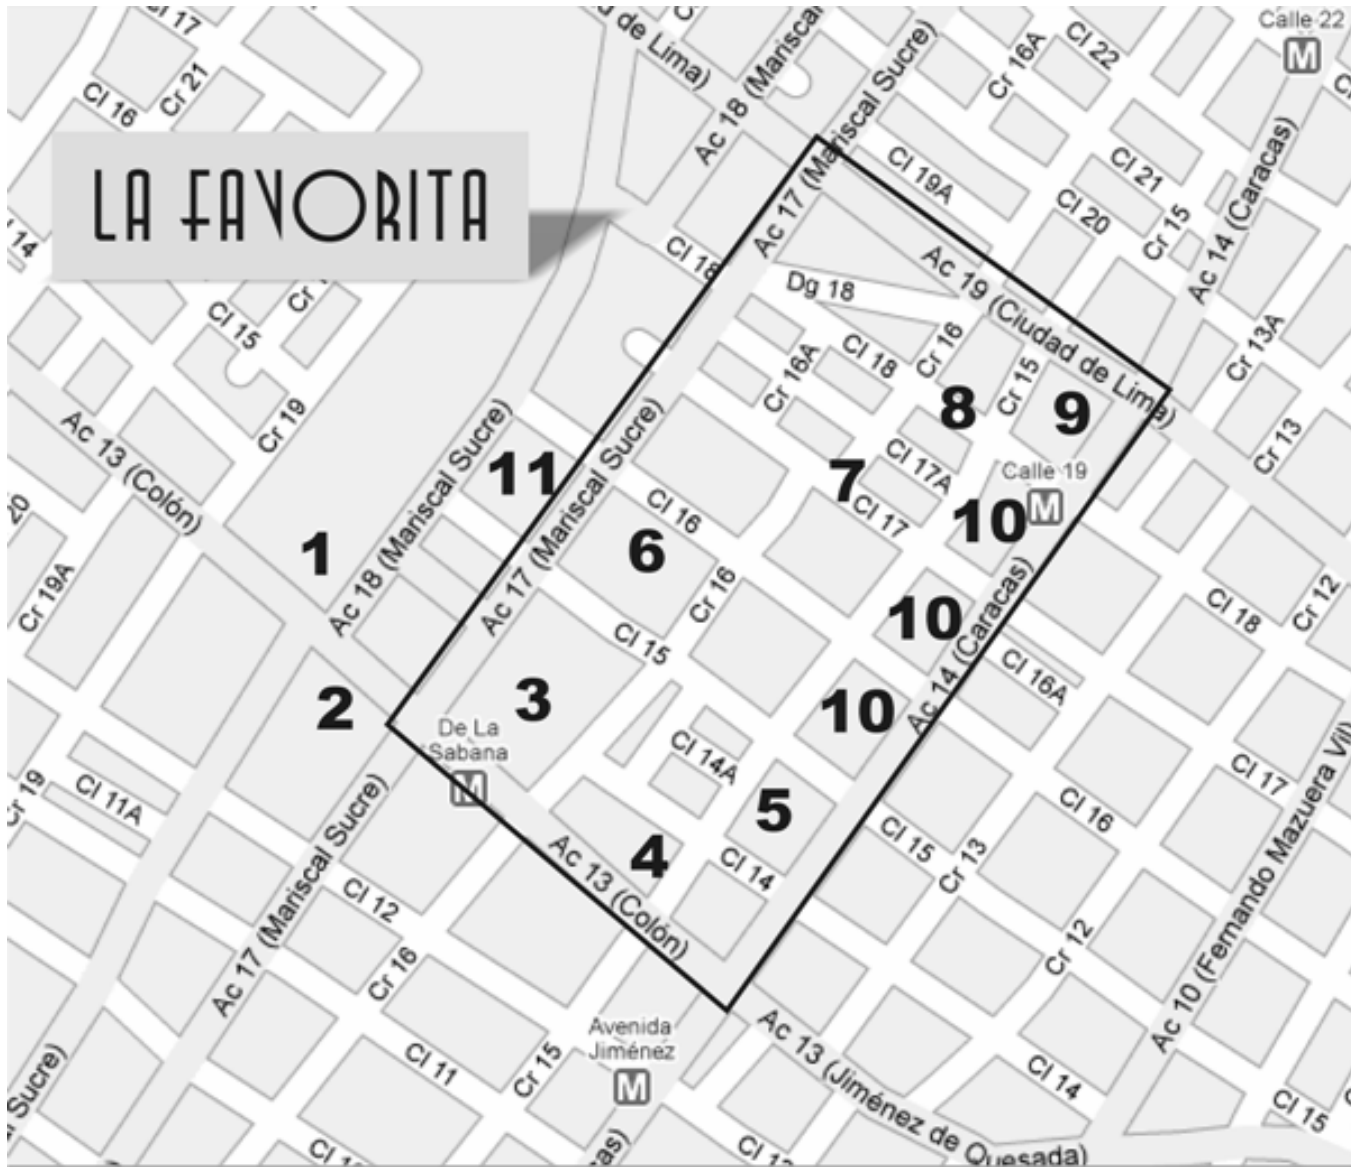 Cl 17
Cr 21
Cl 16
LA FAVORITA
Cl 15
Cr 19
Ac 13 (Colón)
de Lima)
Ac 18 (Mariscal
Ac 17 (Mariscal Sucre)
Cr 16A
Cl 22
Calle 22
M
Cl 19A
Cl 21
Cl 20
Cr 15
Ac 14 (Caracas)
Cl 18
Dg 18
Ac 19 (Ciudad de Lima)
Cr 16
Cr 15
Cl 18
Cr 16A
Cr 13A
Cr 13
8
9
7
Cl 17A
Cl 17
Calle 19
M
10
11
Ac 18 (Mariscal Sucre)
Ac 17 (Mariscal Sucre)
Cl 16
6
1
Cr 16
Cl 15
10
Ac 14 (Caracas)
Cl 16A
Cl 18
Cr 12
20
Cr 19A
2
3
De La
Sabana
M
10
Cl 14A
5
4
Cl 14
Ac 13 (Colón)
Cl 17
Cl 16
Cl 15
Cr 13
Cr 12
Ac 10 (Fernando Mazuera Vill)
Cr 19
Cl 11A
Ac 17 (Mariscal Sucre)
Cl 12
Cr 16
Cl 11
Cr 15
Avenida
Jiménez
M
Ac 13 (Jiménez de Quesada)
Cl 14
Cl 15
Sucre)